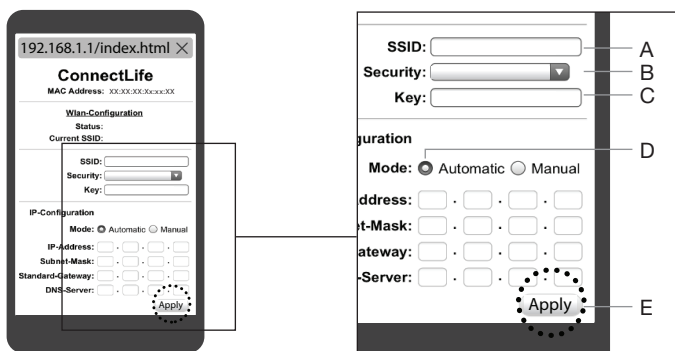 192.168.1.1/index.html ×
ConnectLife
MAC Address: XX:XX:XX:Xx:xx:XX
Wlan-Configuration
Status:
Current SSID:
SSID:
Security:
Key:
IP-Configuration
Mode: Automatic Manual
IP-Address: . . .
Subnet-Mask: . . .
Standard-Gateway: . . .
DNS-Server: . . .
Apply
SSID: A
Security: B
Key: C
guration
D
Mode: Automatic Manual
ddress: . . .
et-Mask: . . .
ateway: . . .
-Server: . . .
Apply E